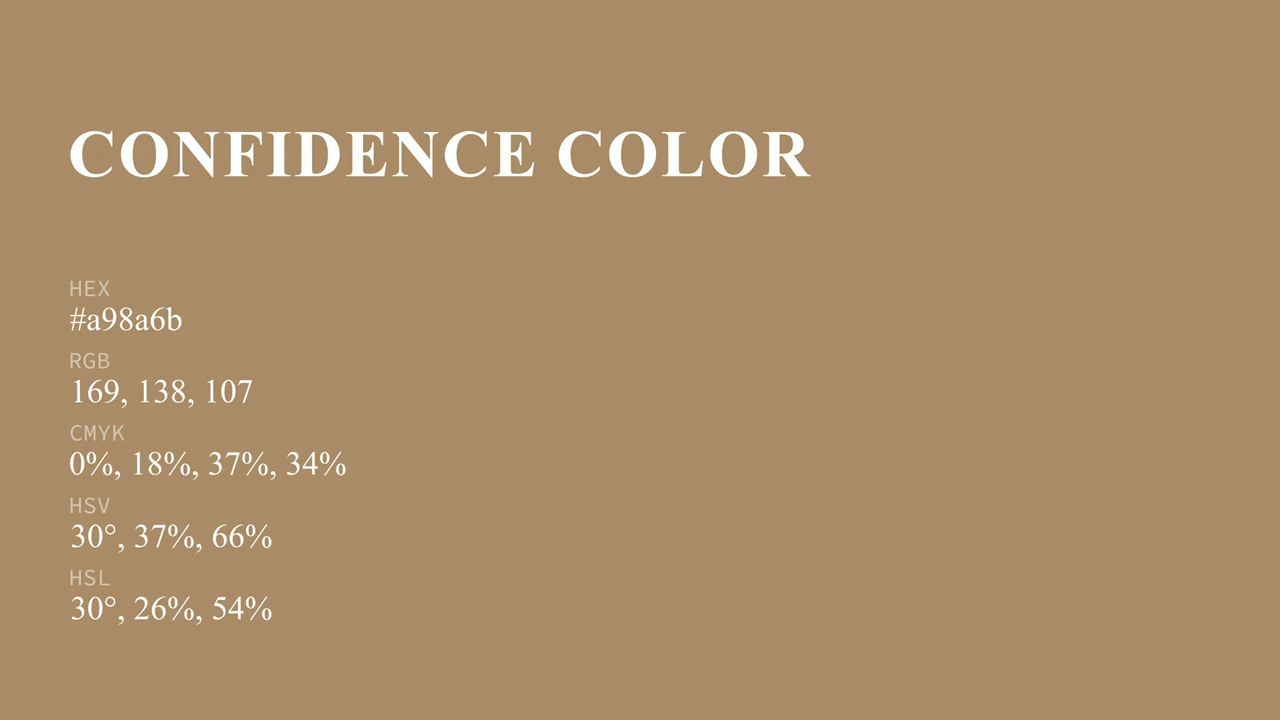 CONFIDENCE COLOR
HEX
#a98a6b
RGB
169, 138, 107
CMYK
0%, 18%, 37%, 34%
HSV
30°, 37%, 66%
HSL
30°, 26%, 54%